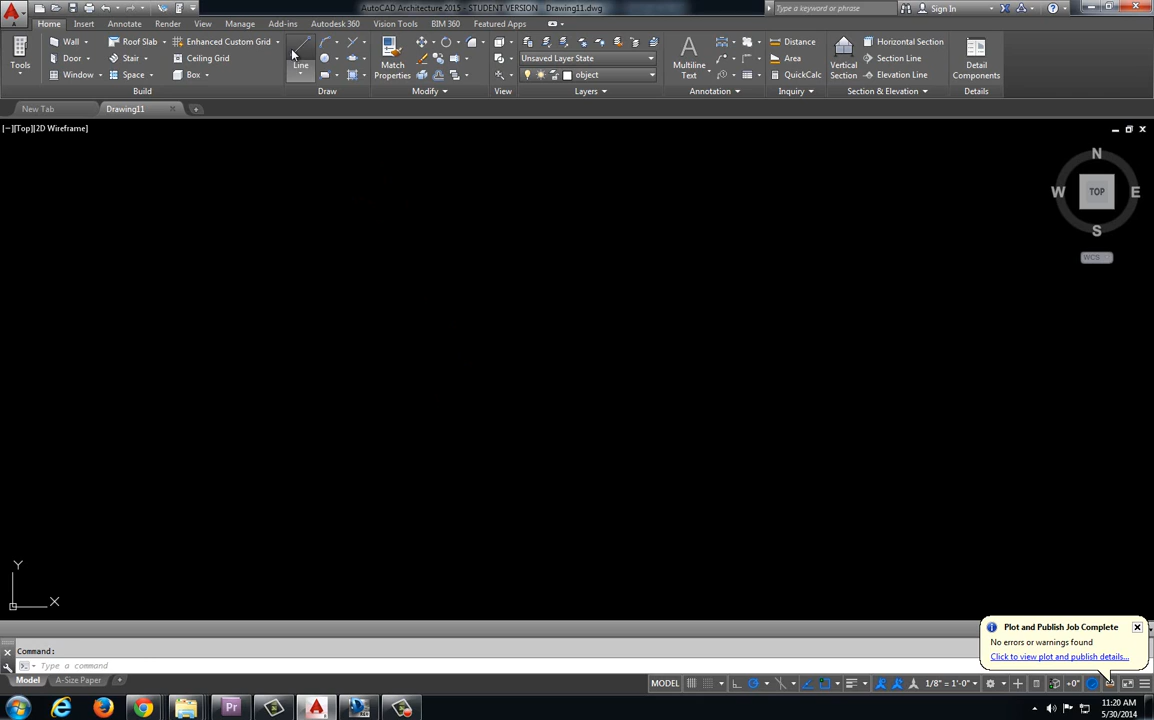 AutoCAD Architecture 2015 - STUDENT VERSION Drawing11.dwg
Type a keyword or phrase
Sign In
Home Insert Annotate Render View Manage Add-ins Autodesk 360 Vision Tools BIM 360 Featured Apps
Tools
Wall
Door
Window
Roof Slab
Stair
Space
Enhanced Custom Grid
Ceiling Grid
Box
Build
Line
Draw
Match
Properties
Modify
View
Unsaved Layer State
object
Layers
Multiline
Text
Annotation
Distance
Area
QuickCalc
Inquiry
Vertical
Section
Horizontal Section
Section Line
Elevation Line
Section & Elevation
Detail
Components
Details
New Tab
Drawing11
[−][Top][2D Wireframe]
N
W
TOP
E
S
WCS
Y
X
Plot and Publish Job Complete
No errors or warnings found
Click to view plot and publish details...
Command:
Type a command
Model
A-Size Paper
MODEL
1/8" = 1'-0"
+0"
Pr
11:20 AM
5/30/2014